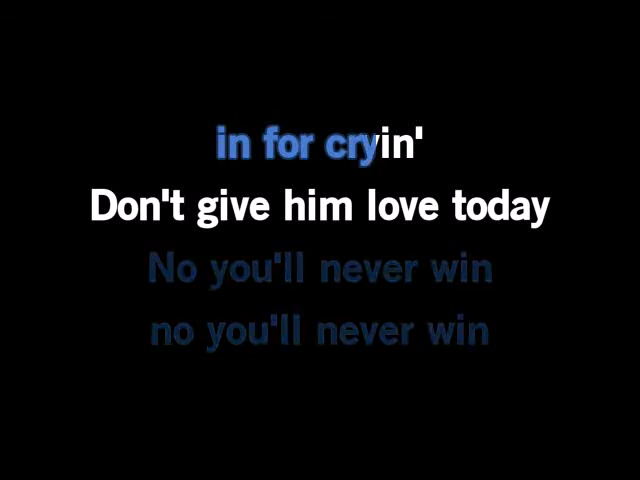 in for cryin'
Don't give him love today
No you'll never win
no you'll never win